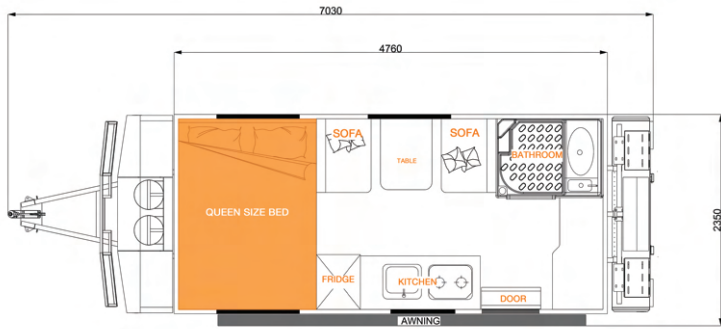 7030
4760
SOFA
SOFA
TABLE
BATHROOM
QUEEN SIZE BED
2350
FRIDGE
KITCHEN
DOOR
AWNING